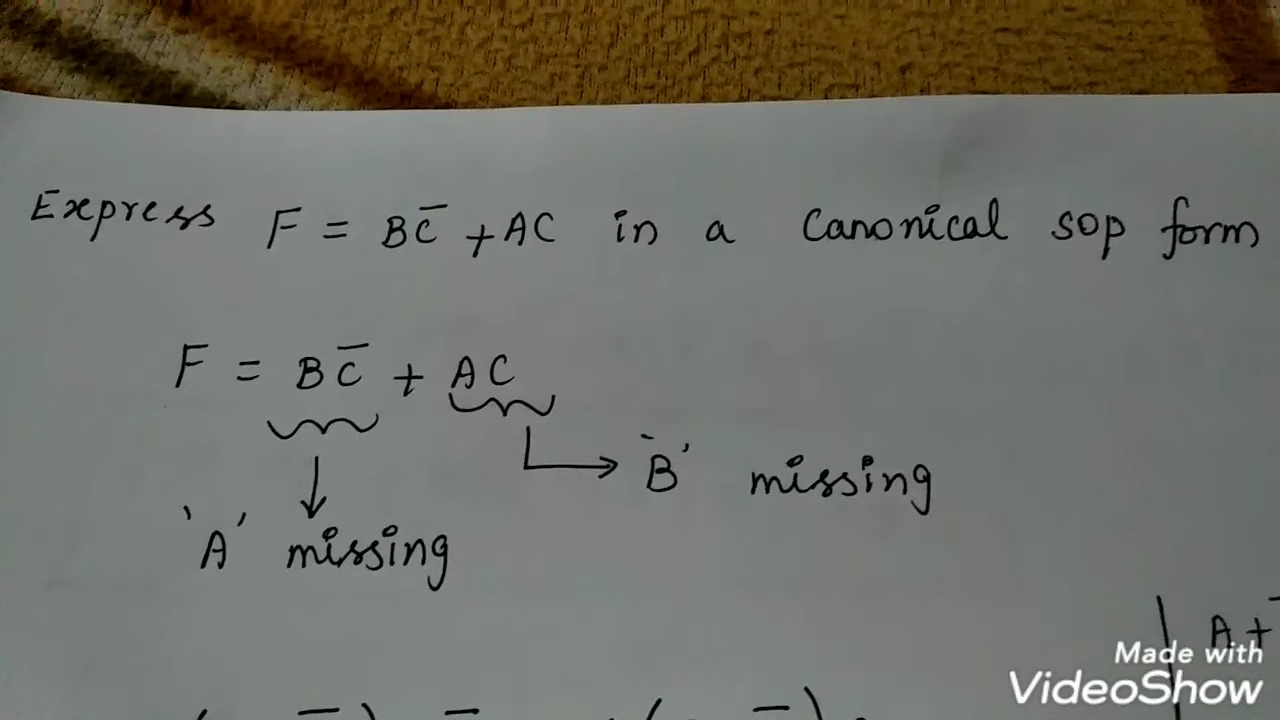 Express F = BC̅ + AC in a Canonical SOP form
F = BC̅ + AC
'B' missing
'A' missing
A +
Made with
VideoShow